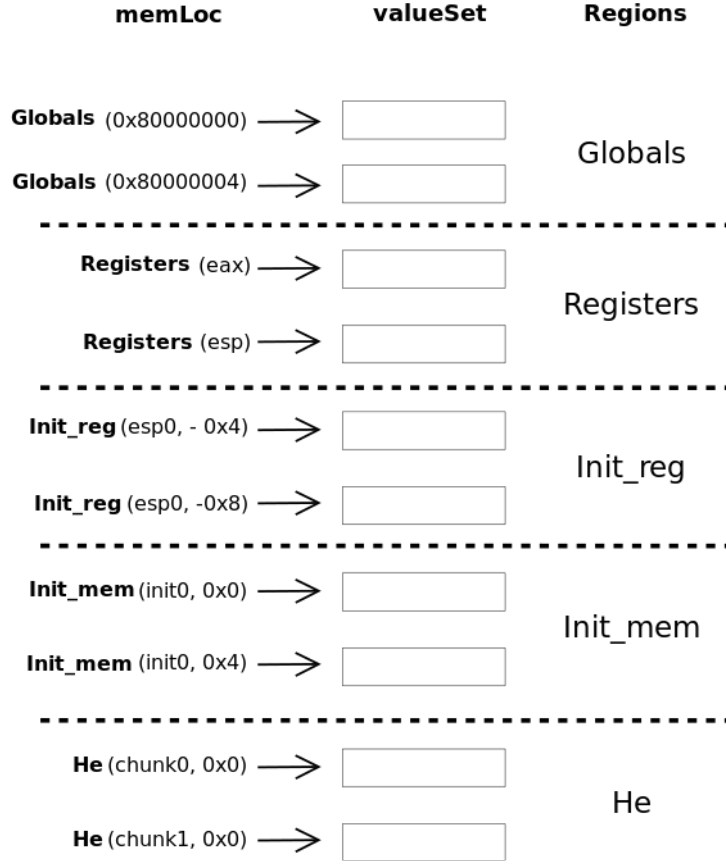 memLoc valueSet Regions
Globals (0x80000000)
Globals
Globals (0x80000004)
Registers (eax)
Registers
Registers (esp)
Init_reg (esp0, - 0x4)
Init_reg
Init_reg (esp0, -0x8)
Init_mem (init0, 0x0)
Init_mem
Init_mem (init0, 0x4)
He (chunk0, 0x0)
He
He (chunk1, 0x0)